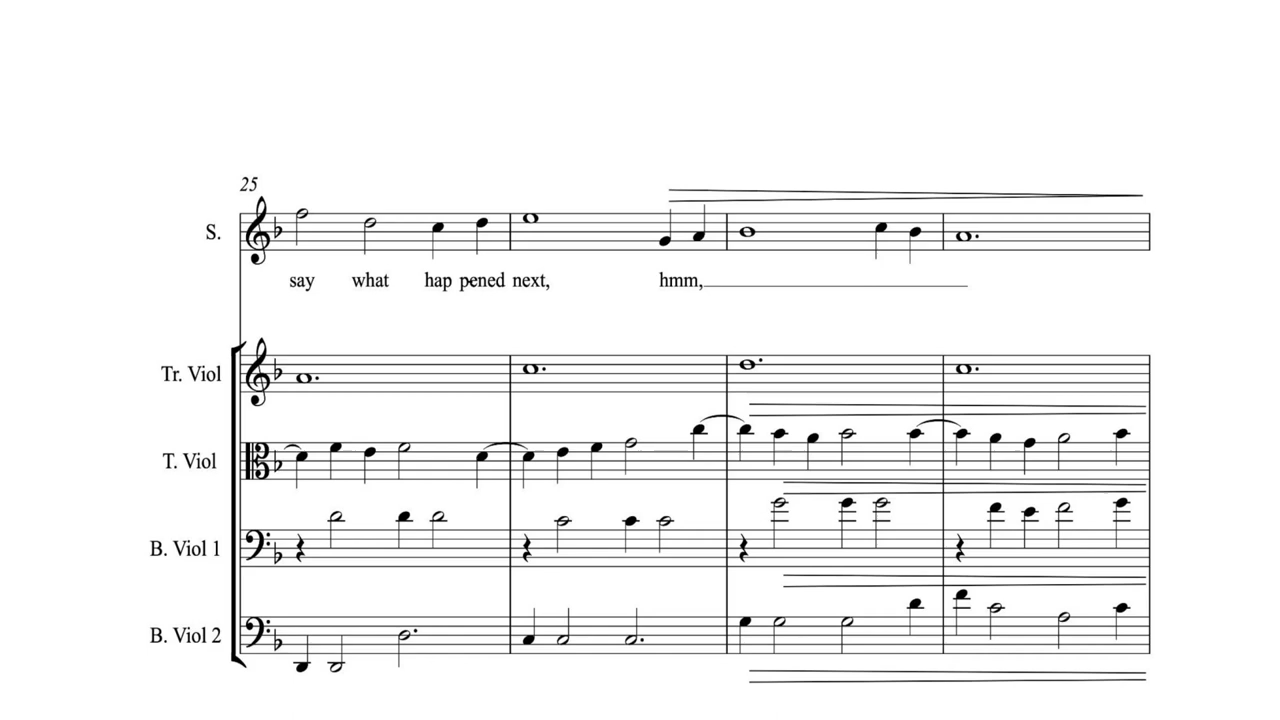 25
S.
say what hap pened next, hmm,
Tr. Viol
T. Viol
B. Viol 1
B. Viol 2